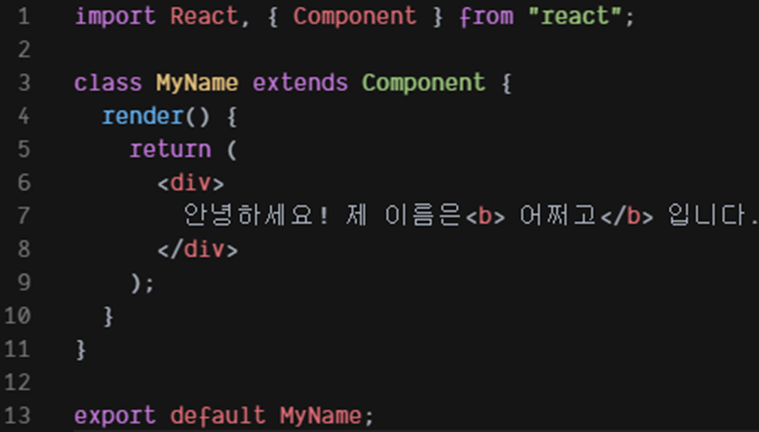 1 import React, { Component } from "react";
2
3 class MyName extends Component {
4 render() {
5 return (
6 <div>
7 안녕하세요! 제 이름은<b> 어쩌고</b> 입니다.
8 </div>
9 );
10 }
11 }
12
13 export default MyName;